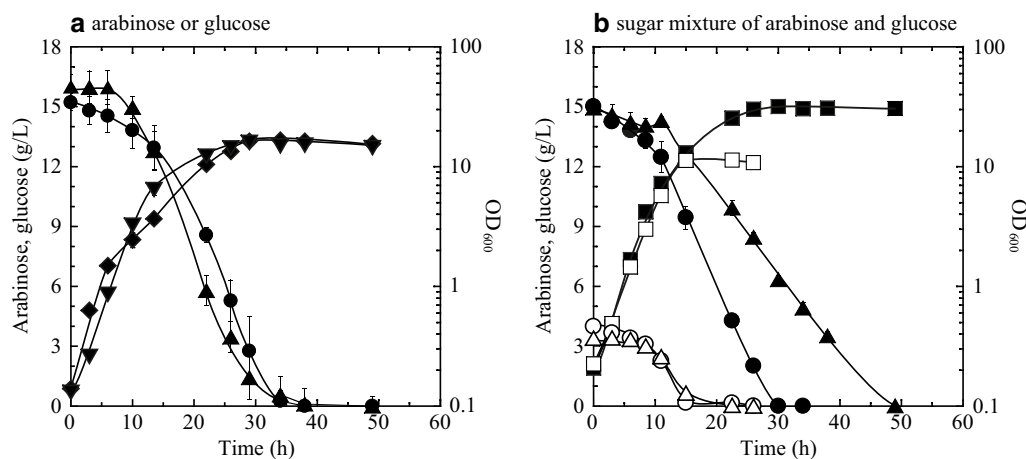 a arabinose or glucose
18
15
12
9
6
3
0
Arabinose, glucose (g/L)
100
10
1
0.1
OD600
0 10 20 30 40 50 60
Time (h)
b sugar mixture of arabinose and glucose
18
15
12
9
6
3
0
Arabinose, glucose (g/L)
100
10
1
0.1
OD600
0 10 20 30 40 50 60
Time (h)